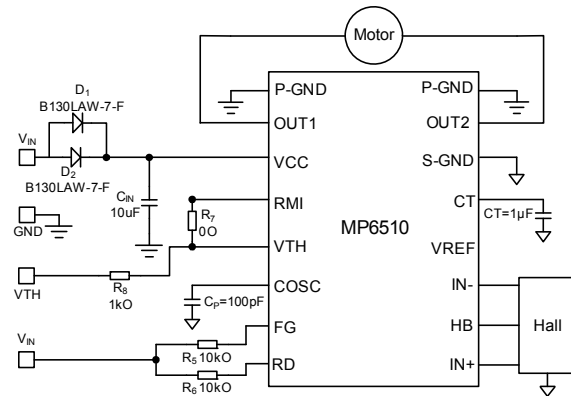 Motor
D1
B130LAW-7-F
VIN
D2
B130LAW-7-F
CIN
10uF
GND
VTH
R8
1kO
R7
0O
CP=100pF
VIN
R5 10kO
R6 10kO
P-GND
OUT1
VCC
RMI
VTH
COSC
FG
RD
MP6510
P-GND
OUT2
S-GND
CT
VREF
IN-
HB
IN+
CT=1µF
Hall